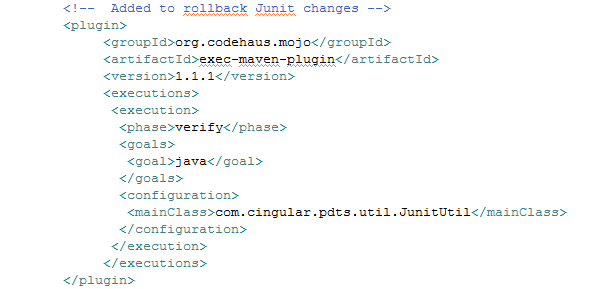 <!--  Added to rollback Junit changes -->
<plugin>
<groupId>org.codehaus.mojo</groupId>
<artifactId>exec-maven-plugin</artifactId>
<version>1.1.1</version>
<executions>
<execution>
<phase>verify</phase>
<goals>
<goal>java</goal>
</goals>
<configuration>
<mainClass>com.cingular.pdts.util.JunitUtil</mainClass>
</configuration>
</execution>
</executions>
</plugin>